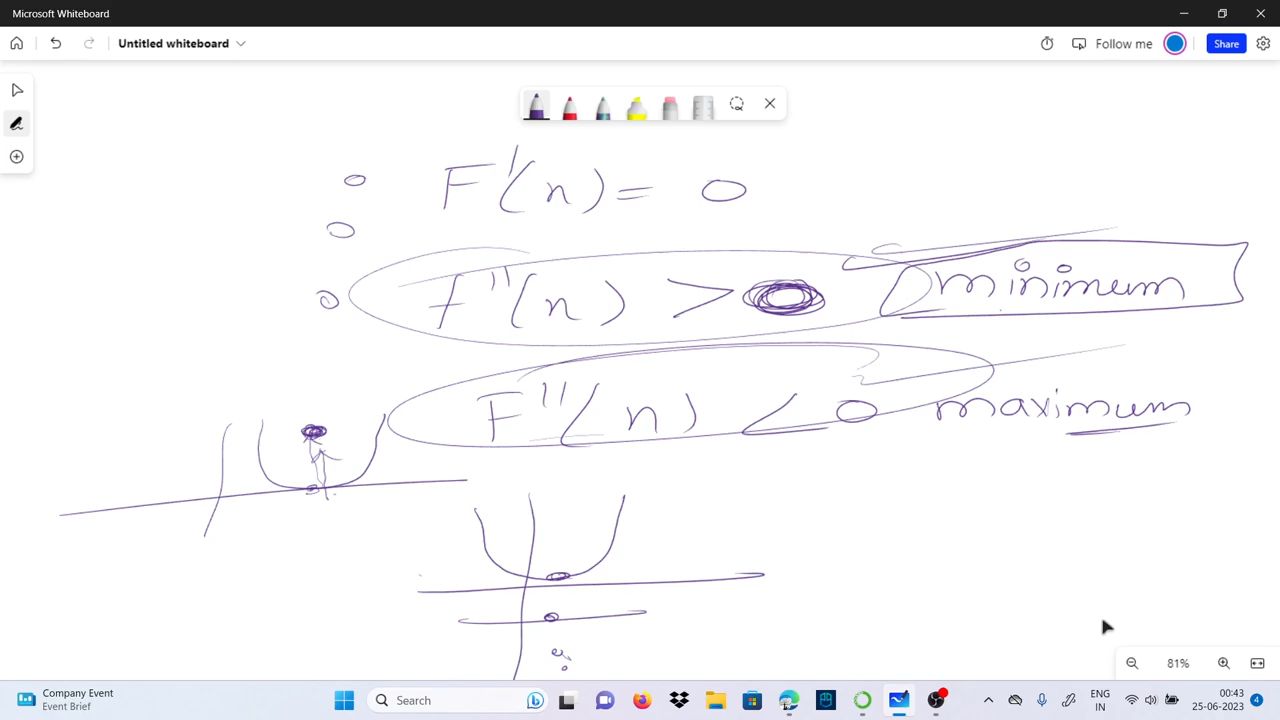 Microsoft Whiteboard
Untitled whiteboard
Follow me
Share
F'(n) = 0
F''(n) > 0 minimum
F''(n) < 0 maximum
81%
Company Event
Event Brief
Search
ENG
IN
00:43
25-06-2023
4